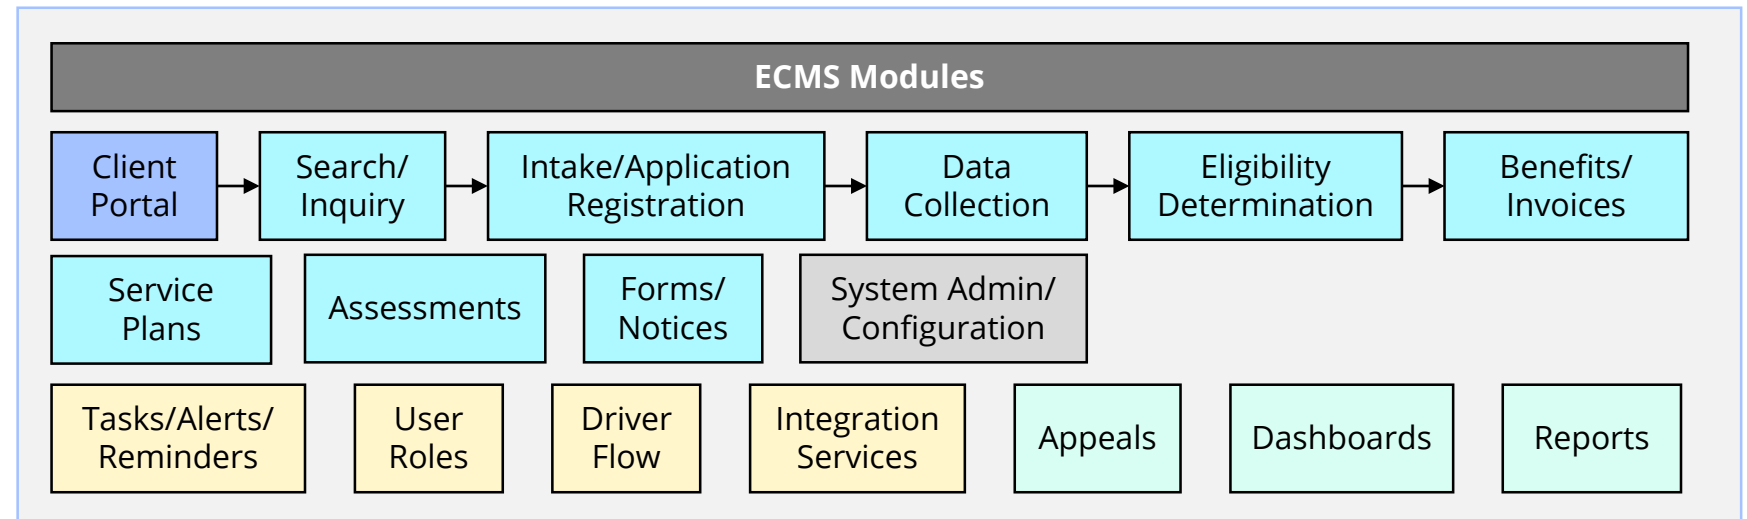 ECMS Modules
Client
Portal
Search/
Inquiry
Intake/Application
Registration
Data
Collection
Eligibility
Determination
Benefits/
Invoices
Service
Plans
Assessments
Forms/
Notices
System Admin/
Configuration
Tasks/Alerts/
Reminders
User
Roles
Driver
Flow
Integration
Services
Appeals
Dashboards
Reports